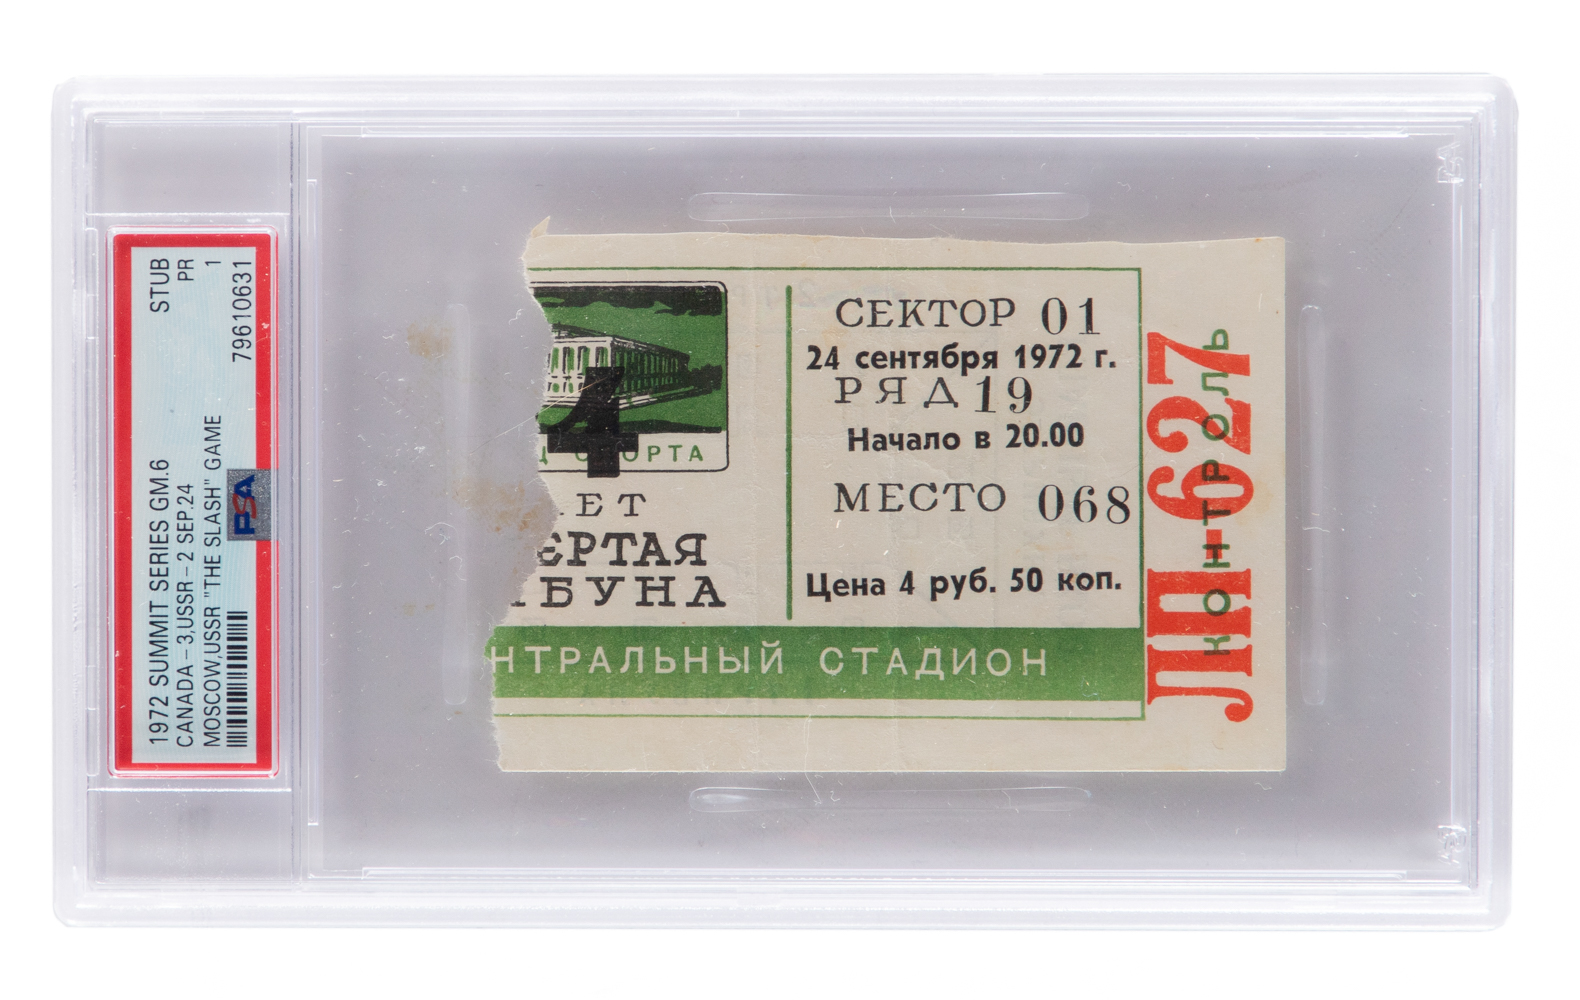 1972 SUMMIT SERIES GM.6 STUB
CANADA - 3,USSR - 2 SEP.24 PR
MOSCOW,USSR "THE SLASH" GAME 1
79610631
PSA
4
ОРТА
ЕТ
ЕРТАЯ
БУНА
СЕКТОР 01
24 сентября 1972 г.
РЯД 19
Начало в 20.00
МЕСТО 068
Цена 4 руб. 50 коп.
НТРАЛЬНЫЙ СТАДИОН
ЛП-627
КОНТРОЛЬ